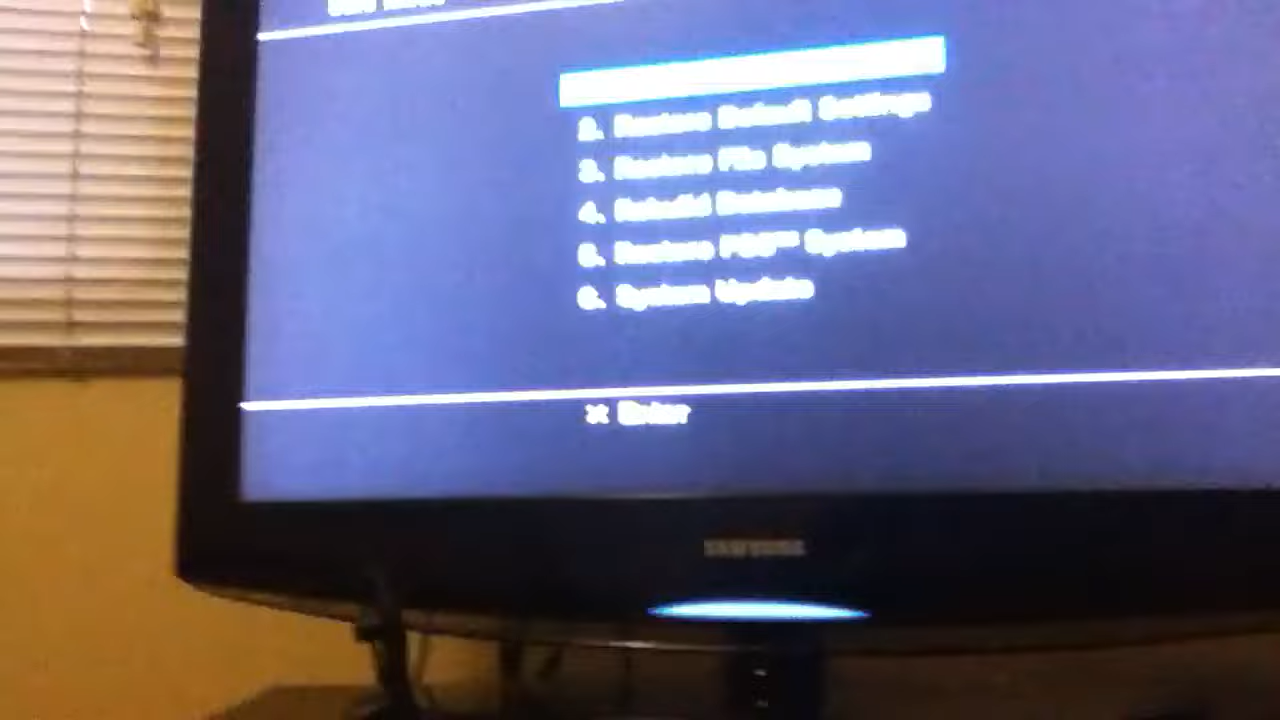 2. Restore Default Settings
3. Restore File System
4. Rebuild Database
5. Restore PS3™ System
6. System Update
✕ Enter
SAMSUNG